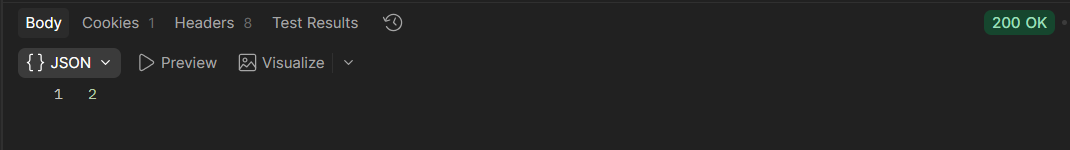 Body Cookies 1 Headers 8 Test Results 200 OK
{} JSON Preview Visualize
1 2